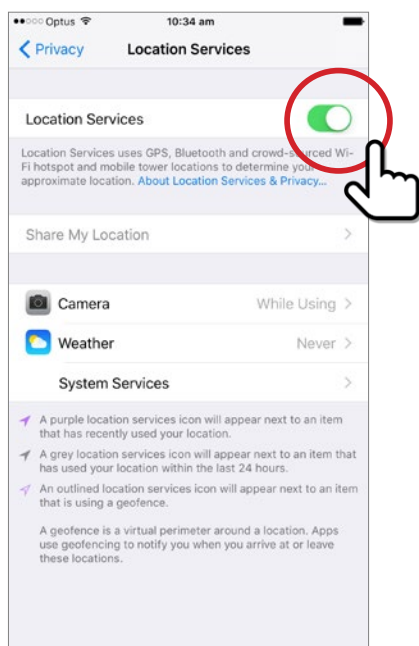 Optus 10:34 am
Privacy Location Services
Location Services
Location Services uses GPS, Bluetooth and crowd-sourced Wi-
Fi hotspot and mobile tower locations to determine your
approximate location. About Location Services & Privacy...
Share My Location
Camera While Using
Weather Never
System Services
A purple location services icon will appear next to an item
that has recently used your location.
A grey location services icon will appear next to an item that
has used your location within the last 24 hours.
An outlined location services icon will appear next to an item
that is using a geofence.
A geofence is a virtual perimeter around a location. Apps
use geofencing to notify you when you arrive at or leave
these locations.